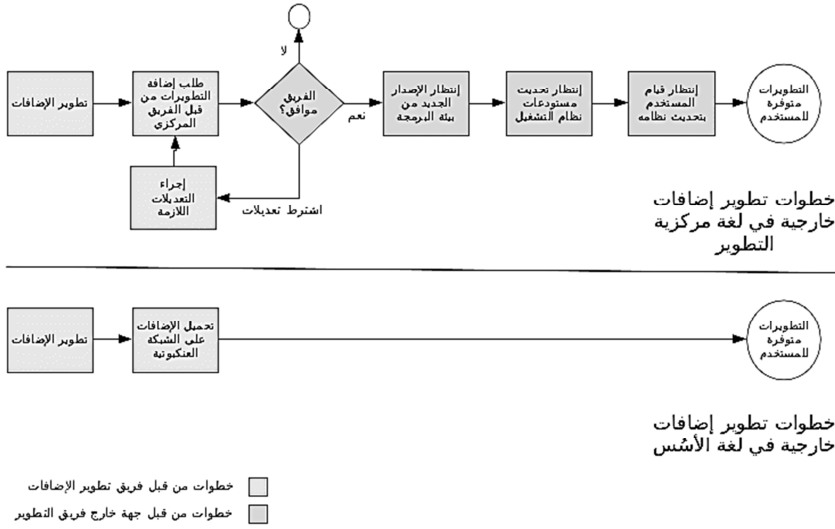 لا
تطوير الإضافات
طلب إضافة
التطويرات من
قبل الفريق
المركزي
الفريق
موافق؟
نعم
إنتظار الإصدار
الجديد من
بيئة البرمجة
إنتظار تحديث
مستودعات
نظام التشغيل
إنتظار قيام
المستخدم
بتحديث نظامه
التطويرات
متوفرة
للمستخدم
إجراء
التعديلات
اللازمة
اشترط تعديلات
خطوات تطوير إضافات
خارجية في لغة مركزية
التطوير
تطوير الإضافات
تحميل الإضافات
على الشبكة
العنكبوتية
التطويرات
متوفرة
للمستخدم
خطوات تطوير إضافات
خارجية في لغة الأسُس
خطوات من قبل فريق تطوير الإضافات
خطوات من قبل جهة خارج فريق التطوير